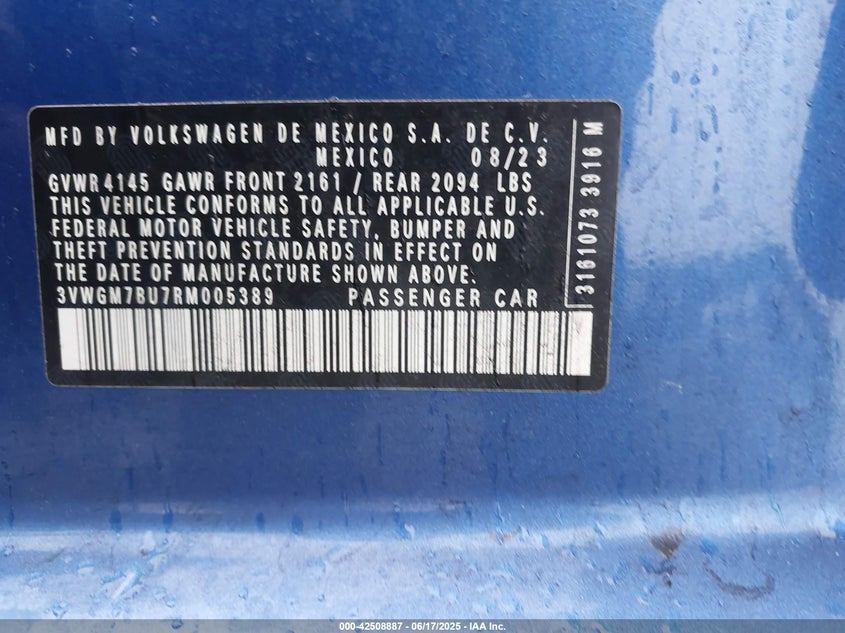 MFD BY VOLKSWAGEN DE MEXICO S.A. DE C.V.
MEXICO 08/23
GVWR 4145 GAWR FRONT 2161 / REAR 2094 LBS
THIS VEHICLE CONFORMS TO ALL APPLICABLE U.S.
FEDERAL MOTOR VEHICLE SAFETY, BUMPER AND
THEFT PREVENTION STANDARDS IN EFFECT ON
THE DATE OF MANUFACTURE SHOWN ABOVE.
3VWGM7BU7RM005389 PASSENGER CAR
3161073 3916 M
000-42508887 - 06/17/2025 - IAA Inc.